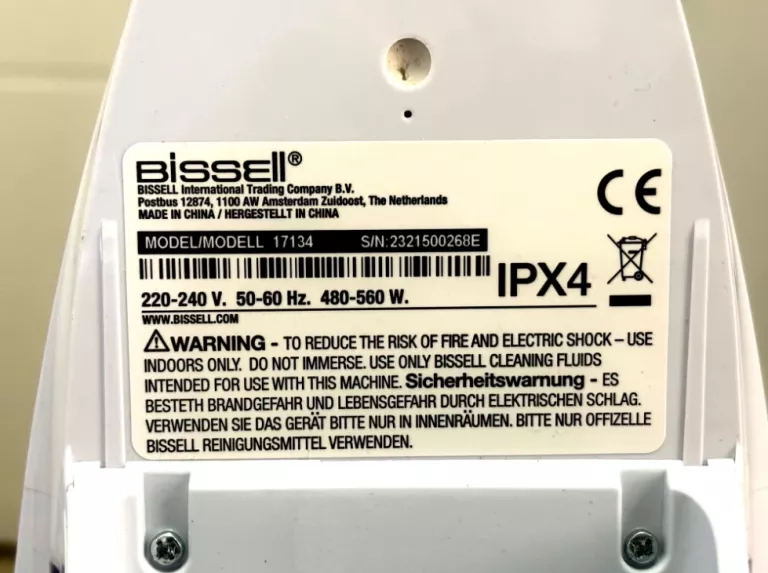 BISSELL®
BISSELL International Trading Company B.V.
Postbus 12874, 1100 AW Amsterdam Zuidoost, The Netherlands
MADE IN CHINA / HERGESTELLT IN CHINA
CE
MODEL/MODELL 17134 S/N:2321500268E
220-240 V. 50-60 Hz. 480-560 W.
IPX4
WWW.BISSELL.COM
WARNING - TO REDUCE THE RISK OF FIRE AND ELECTRIC SHOCK – USE
INDOORS ONLY. DO NOT IMMERSE. USE ONLY BISSELL CLEANING FLUIDS
INTENDED FOR USE WITH THIS MACHINE. Sicherheitswarnung - ES
BESTETH BRANDGEFAHR UND LEBENSGEFAHR DURCH ELEKTRISCHEN SCHLAG.
VERWENDEN SIE DAS GERÄT BITTE NUR IN INNENRÄUMEN. BITTE NUR OFFIZELLE
BISSELL REINIGUNGSMITTEL VERWENDEN.